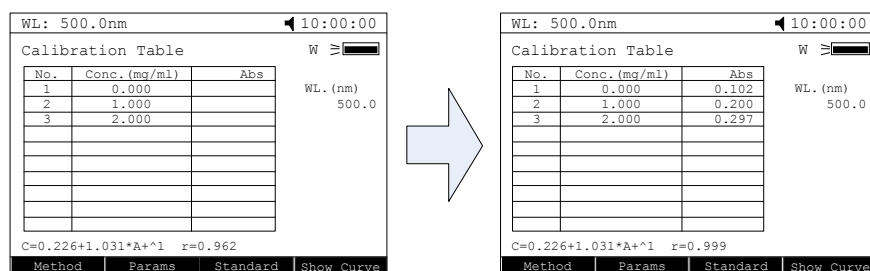 WL: 500.0nm 10:00:00
Calibration Table W
No. Conc.(mg/ml) Abs
1 0.000
2 1.000
3 2.000
WL.(nm)
500.0
C=0.226+1.031*A+^1 r=0.962
Method Params Standard Show Curve
WL: 500.0nm 10:00:00
Calibration Table W
No. Conc.(mg/ml) Abs
1 0.000 0.102
2 1.000 0.200
3 2.000 0.297
WL.(nm)
500.0
C=0.226+1.031*A+^1 r=0.999
Method Params Standard Show Curve